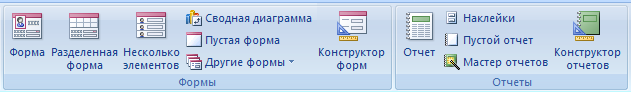 Форма
Разделенная
форма
Несколько
элементов
Сводная диаграмма
Пустая форма
Другие формы
Конструктор
форм
Формы
Отчет
Наклейки
Пустой отчет
Мастер отчетов
Конструктор
отчетов
Отчеты